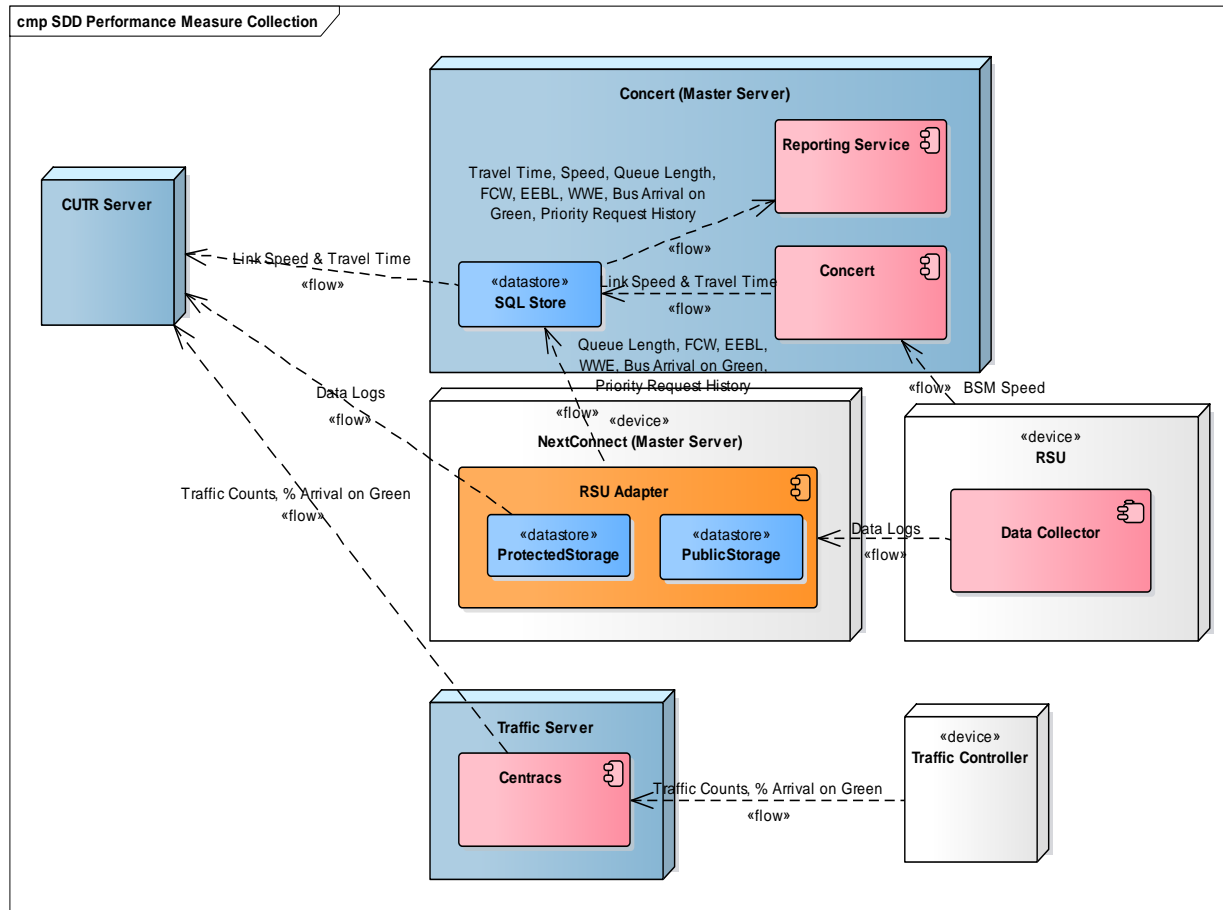 cmp SDD Performance Measure Collection
Concert (Master Server)
Reporting Service
Travel Time, Speed, Queue Length,
FCW, EEBL, WWE, Bus Arrival on
Green, Priority Request History
«flow»
CUTR Server
Link Speed & Travel Time
«flow»
«datastore»
SQL Store
Link Speed & Travel Time
«flow»
Concert
Queue Length, FCW, EEBL,
WWE, Bus Arrival on Green,
Priority Request History
«flow»
«flow» BSM Speed
Data Logs
«flow»
«device»
NextConnect (Master Server)
RSU Adapter
«datastore»
ProtectedStorage
«datastore»
PublicStorage
Data Logs
«flow»
«device»
RSU
Data Collector
Traffic Counts, % Arrival on Green
«flow»
Traffic Server
Centracs
Traffic Counts, % Arrival on Green
«flow»
«device»
Traffic Controller